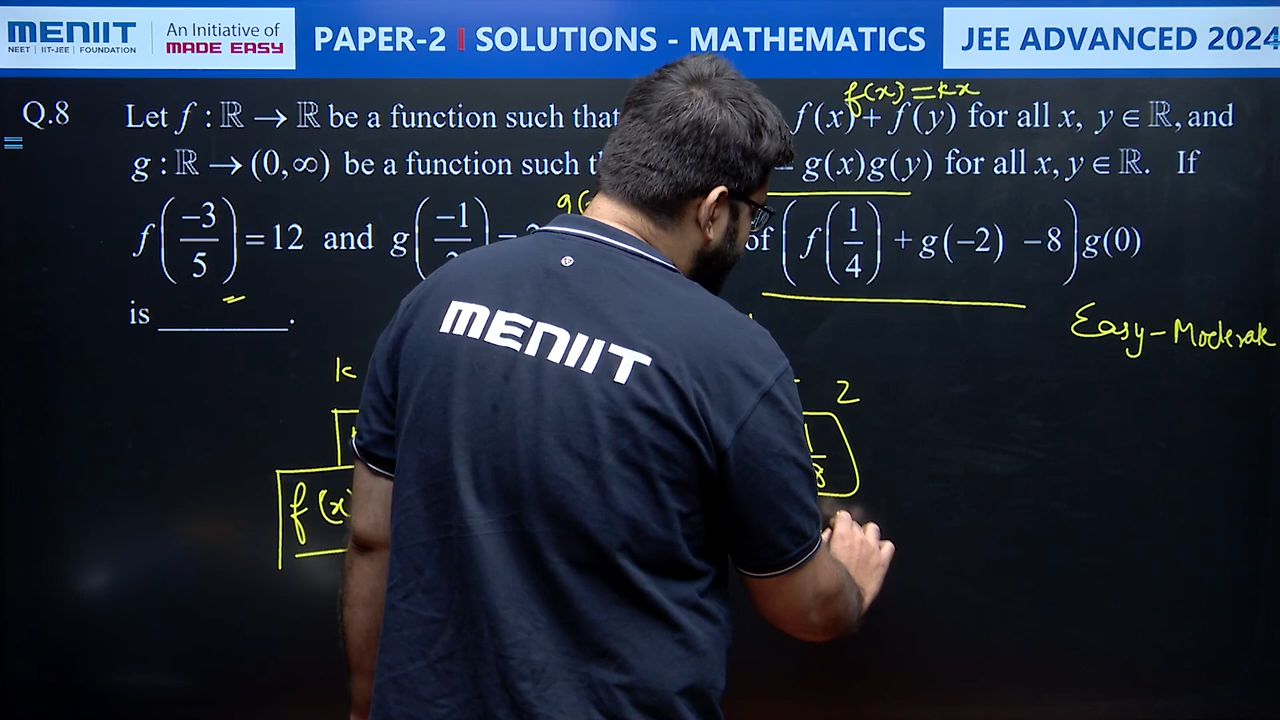 MENIIT
NEET | IIT-JEE | FOUNDATION
An Initiative of
MADE EASY
PAPER-2 | SOLUTIONS - MATHEMATICS
JEE ADVANCED 2024
f(x) = kx
Q.8 Let f : ℝ → ℝ be a function such that f(x) + f(y) for all x, y ∈ ℝ, and
g : ℝ → (0, ∞) be a function such g(x)g(y) for all x, y ∈ ℝ. If
f(-3/5) = 12 and g(-1/ of (f(1/4) + g(-2) - 8) g(0)
is ________.
Easy - Moderate
k 2
8
f(x)
MENIIT